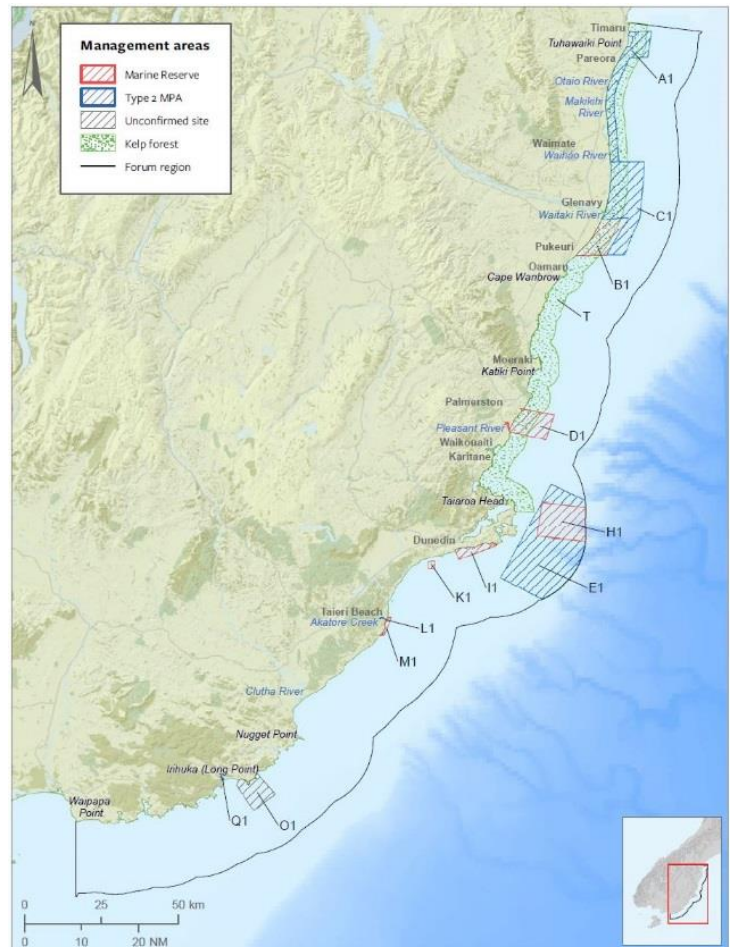 N
Management areas
Marine Reserve
Type 2 MPA
Unconfirmed site
Kelp forest
Forum region
Timaru
Tuhawaiki Point
Pareora
A1
Otaio River
Makikihi
River
Waimate
Waihao River
Glenavy
Waitaki River
C1
Pukeuri
B1
Oamaru
Cape Wanbrow
T
Moeraki
Katiki Point
Palmerston
Pleasant River
D1
Waikouaiti
Karitane
Taiaroa Head
H1
Dunedin
I1
E1
K1
Taieri Beach
Akatore Creek
L1
M1
Clutha River
Nugget Point
Irihuka (Long Point)
Waipapa
Point
Q1
O1
0 25 50 km
0 10 20 NM